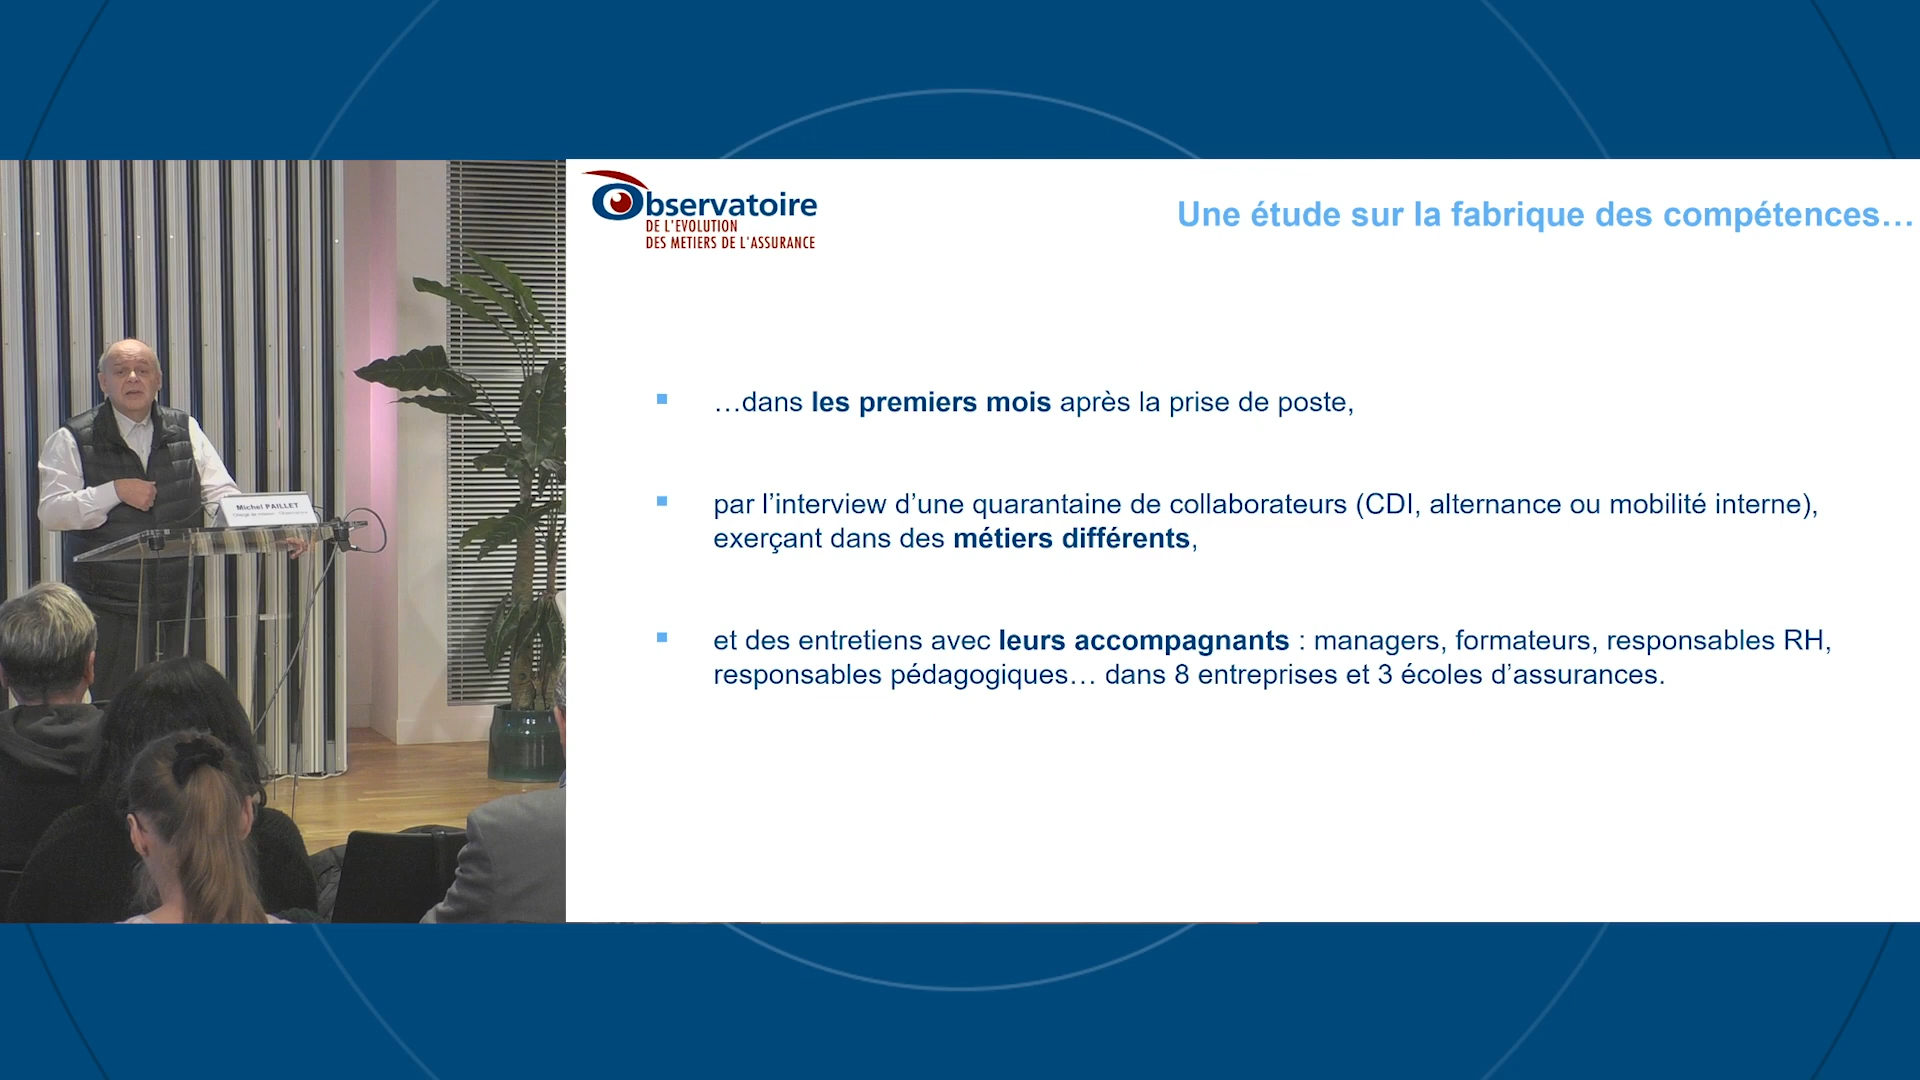 Observatoire
DE L'EVOLUTION
DES METIERS DE L'ASSURANCE
Une étude sur la fabrique des compétences…
…dans les premiers mois après la prise de poste,
par l’interview d’une quarantaine de collaborateurs (CDI, alternance ou mobilité interne),
exerçant dans des métiers différents,
et des entretiens avec leurs accompagnants : managers, formateurs, responsables RH,
responsables pédagogiques… dans 8 entreprises et 3 écoles d’assurances.
Michel PAILLET